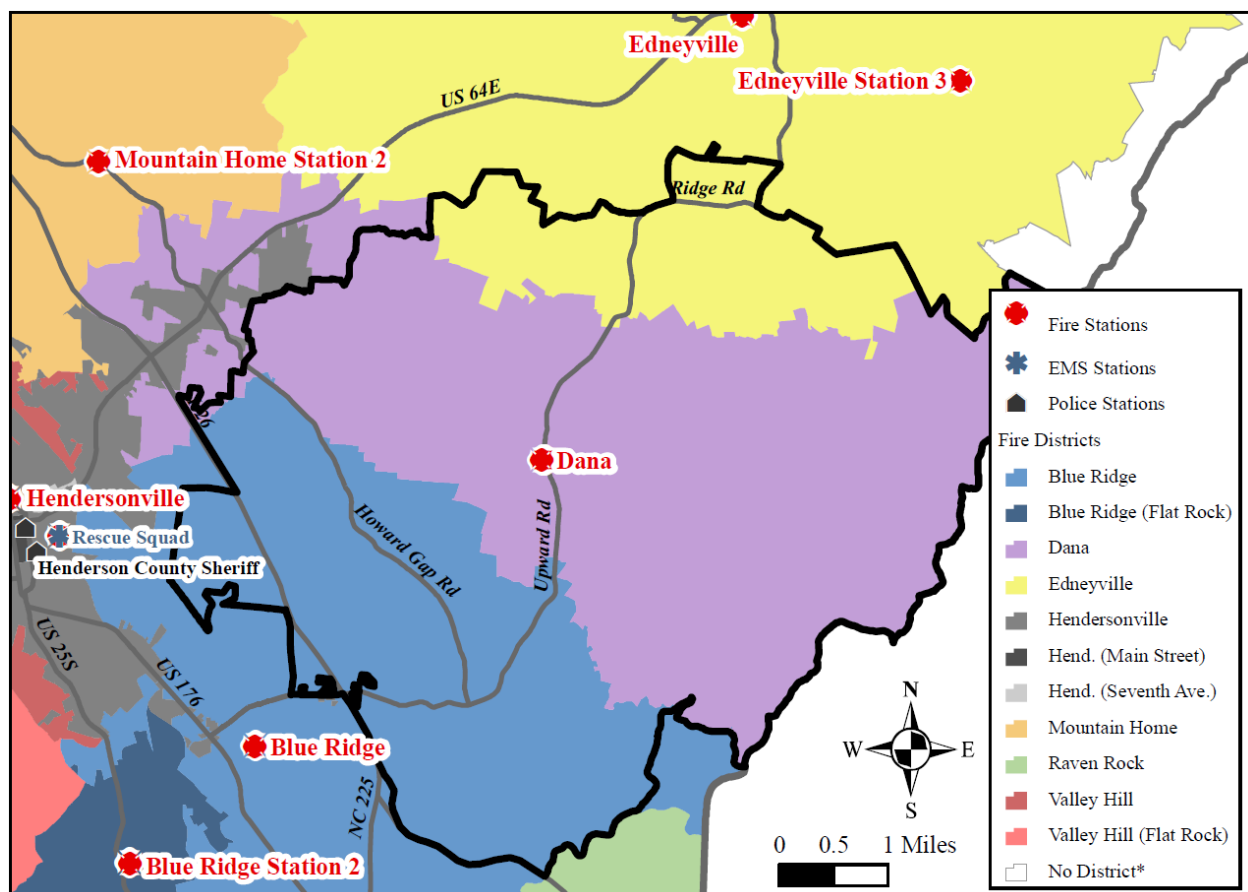 Edneyville
Edneyville Station 3
US 64E
Mountain Home Station 2
Ridge Rd
Fire Stations
EMS Stations
Police Stations
Fire Districts
Blue Ridge
Blue Ridge (Flat Rock)
Dana
Edneyville
Hendersonville
Hend. (Main Street)
Hend. (Seventh Ave.)
Mountain Home
Raven Rock
Valley Hill
Valley Hill (Flat Rock)
No District*
Dana
Hendersonville
Rescue Squad
Henderson County Sheriff
Howard Gap Rd
Upward Rd
US 25S
US 176
Blue Ridge
NC 225
Blue Ridge Station 2
N
W
E
S
0 0.5 1 Miles